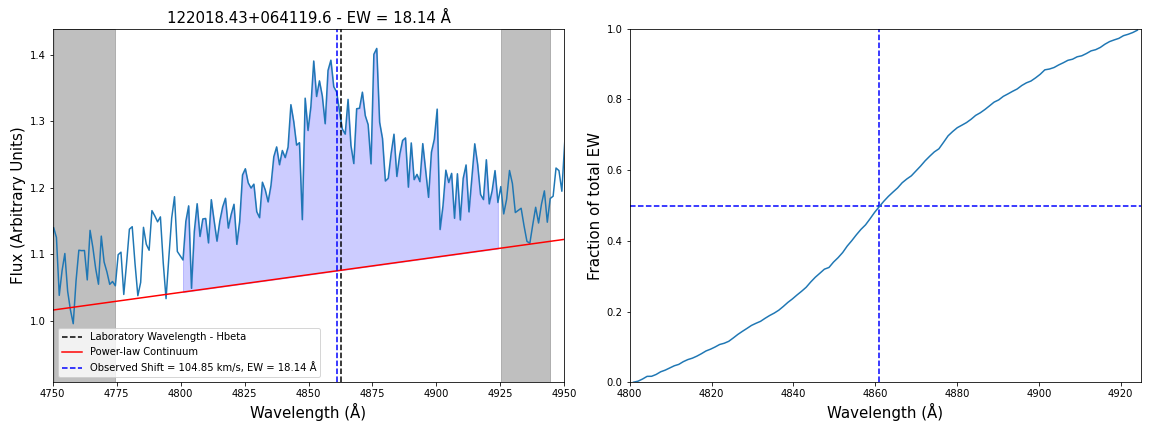 122018.43+064119.6 - EW = 18.14 Å
Flux (Arbitrary Units)
1.4
1.3
1.2
1.1
1.0
Laboratory Wavelength - Hbeta
Power-law Continuum
Observed Shift = 104.85 km/s, EW = 18.14 Å
4750 4775 4800 4825 4850 4875 4900 4925 4950
Wavelength (Å)
Fraction of total EW
1.0
0.8
0.6
0.4
0.2
0.0
4800 4820 4840 4860 4880 4900 4920
Wavelength (Å)